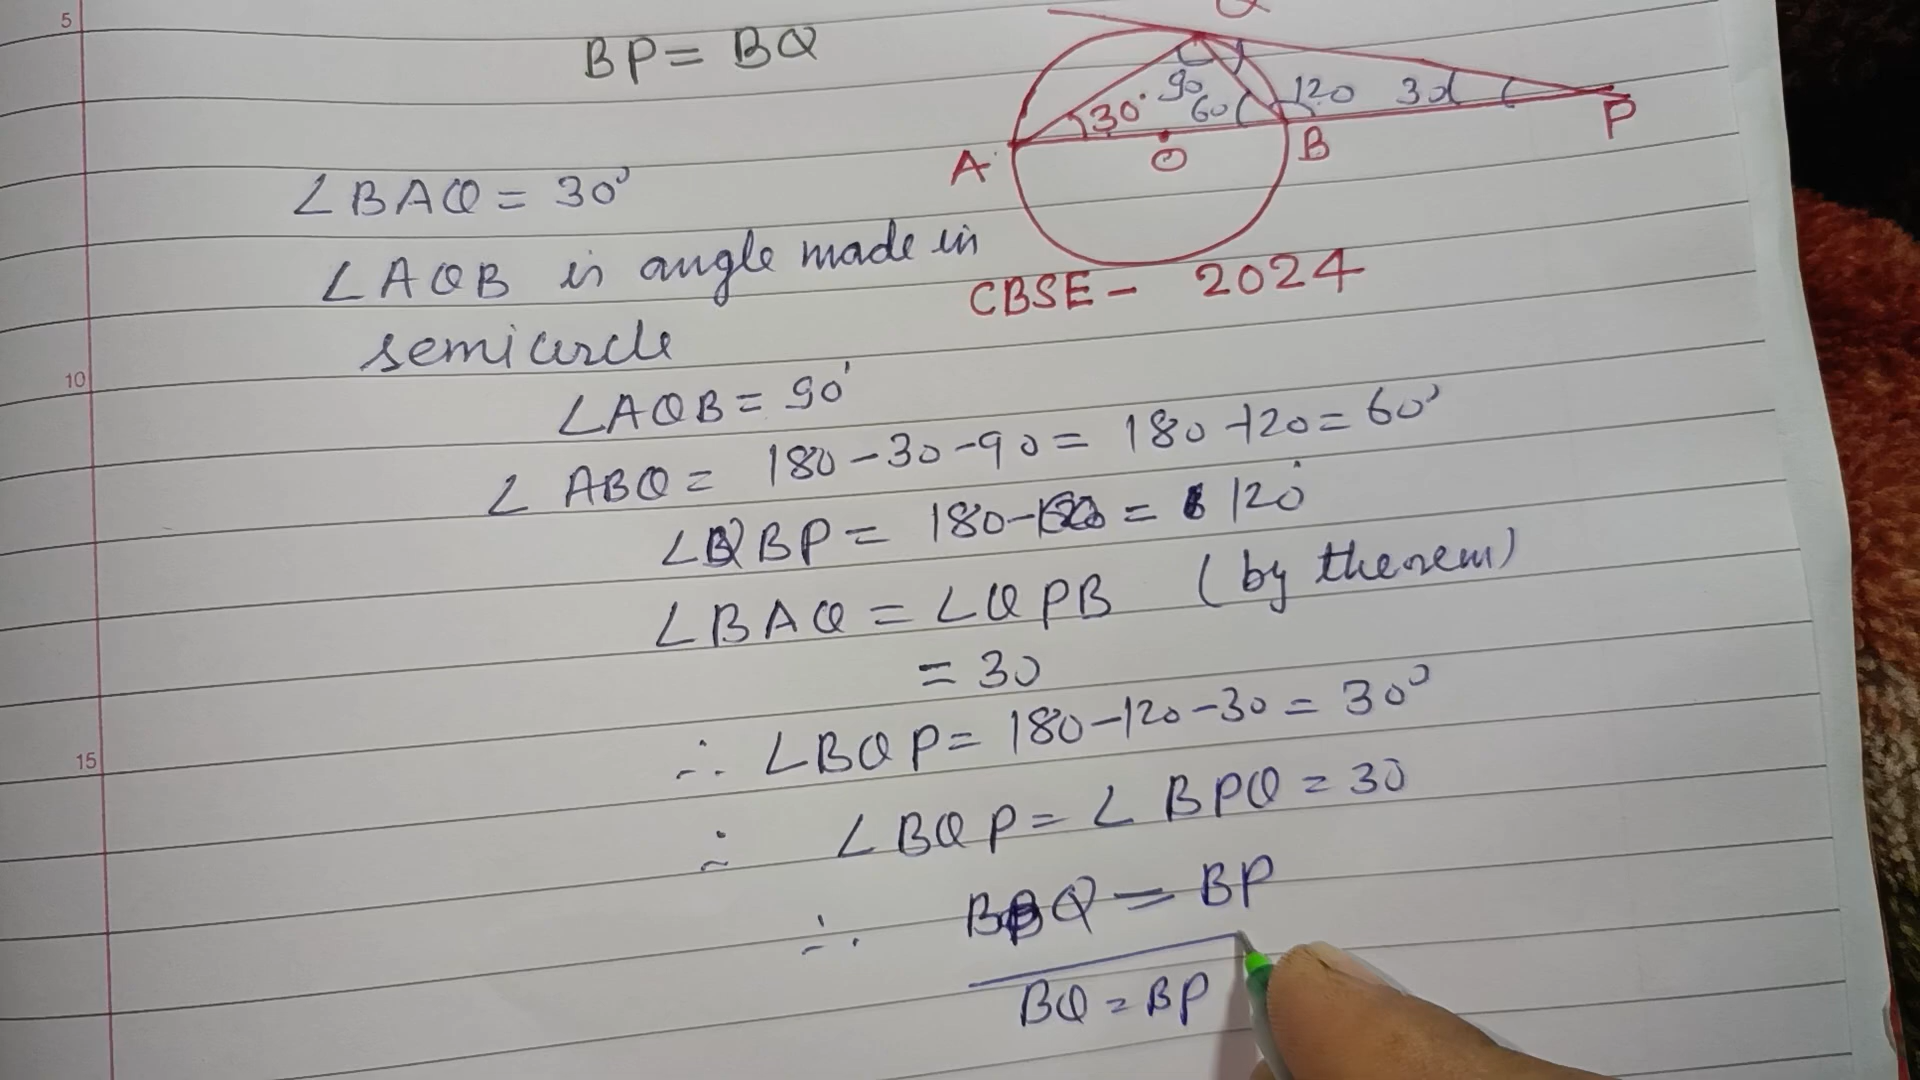 5
Q
BP = BQ
90 60 120 30
30°
A O B P
∠BAQ = 30°
∠AQB is angle made in
CBSE - 2024
semicircle
10
∠AQB = 90°
∠ABQ = 180-30-90 = 180-120 = 60°
∠QBP = 180- = 120°
∠BAQ = ∠QPB (by theorem)
= 30
∴ ∠BQP = 180-120-30 = 30°
15
∴ ∠BQP = ∠BPQ = 30
∴ BQ = BP
BQ = BP